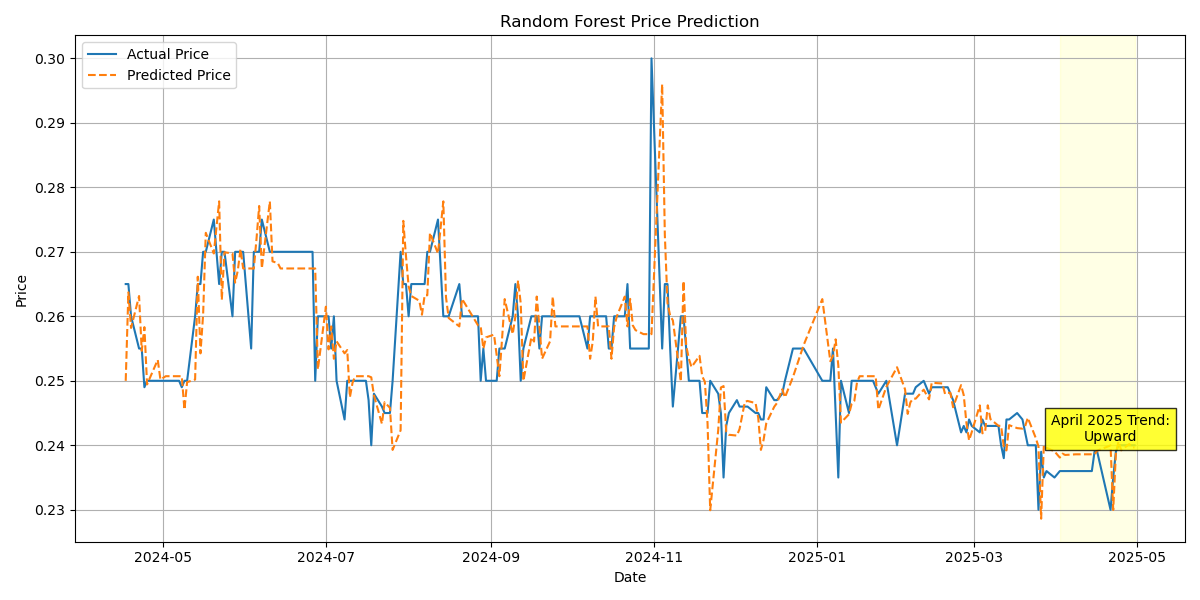 Random Forest Price Prediction
Actual Price
Predicted Price
0.30
0.29
0.28
0.27
0.26
0.25
0.24
0.23
Price
April 2025 Trend:
Upward
2024-05
2024-07
2024-09
2024-11
2025-01
2025-03
2025-05
Date